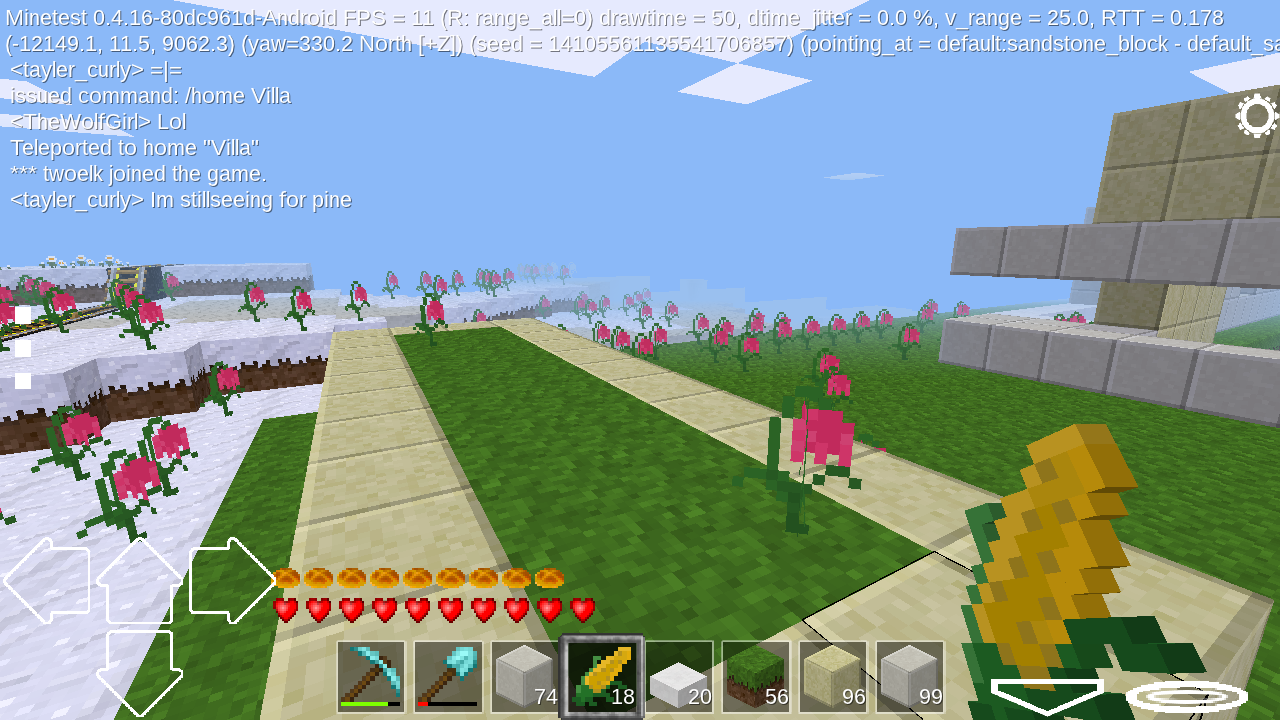 Minetest 0.4.16-80dc961d-Android FPS = 11 (R: range_all=0) drawtime = 50, dtime_jitter = 0.0 %, v_range = 25.0, RTT = 0.178
(-12149.1, 11.5, 9062.3) (yaw=330.2 North [+Z]) (seed = 14105561135541706857) (pointing_at = default:sandstone_block - default_sa
<tayler_curly> =|=
issued command: /home Villa
<TheWolfGirl> Lol
Teleported to home "Villa"
*** twoelk joined the game.
<tayler_curly> Im stillseeing for pine
74 18 20 56 96 99